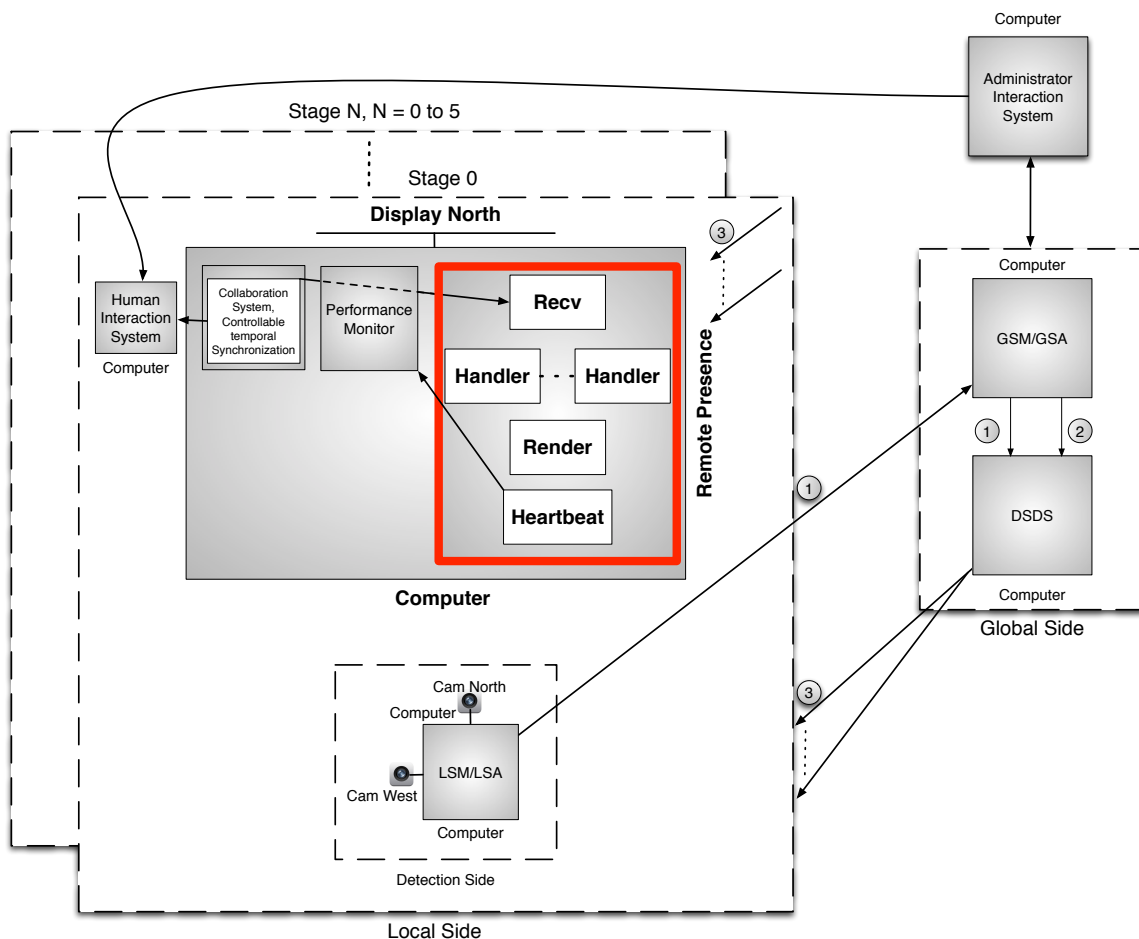 Computer
Administrator
Interaction
System
Stage N, N = 0 to 5
Stage 0
Display North
3
Human
Interaction
System
Computer
Collaboration
System,
Controllable
temporal
Synchronization
Performance
Monitor
Recv
Handler
Handler
Render
Heartbeat
Remote Presence
Computer
Computer
GSM/GSA
1
2
DSDS
Computer
Global Side
1
3
Cam North
Computer
LSM/LSA
Cam West
Computer
Detection Side
Local Side